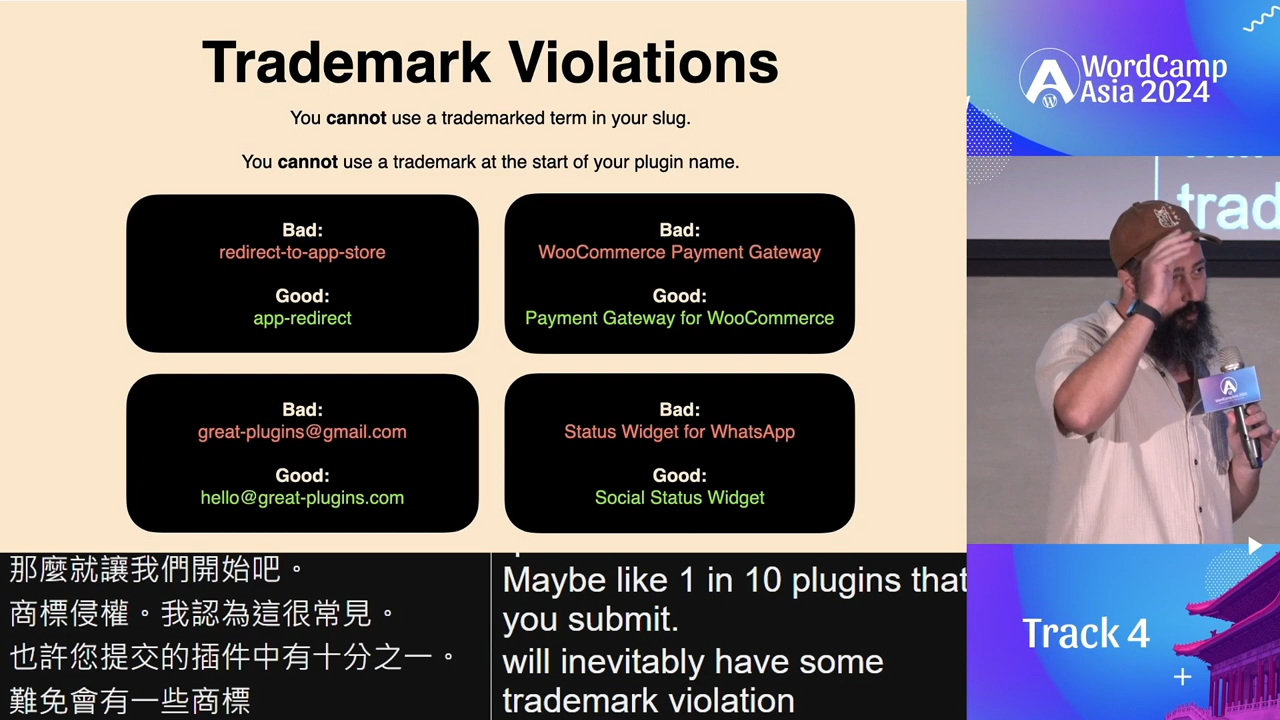 Trademark Violations
You cannot use a trademarked term in your slug.
You cannot use a trademark at the start of your plugin name.
Bad:
redirect-to-app-store
Good:
app-redirect
Bad:
WooCommerce Payment Gateway
Good:
Payment Gateway for WooCommerce
Bad:
great-plugins@gmail.com
Good:
hello@great-plugins.com
Bad:
Status Widget for WhatsApp
Good:
Social Status Widget
那麼就讓我們開始吧。
商標侵權。我認為這很常見。
也許您提交的插件中有十分之一。
難免會有一些商標
Maybe like 1 in 10 plugins that
you submit.
will inevitably have some
trademark violation
WordCamp
Asia 2024
trad
Track 4